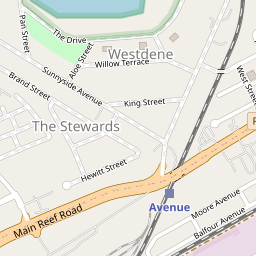 Pan Street
The Drive
Aloe Street
Westdene
Willow Terrace
Brand Street
Sunnyside Avenue
King Street
West Street
The Stewards
Hewitt Street
Main Reef Road
Avenue
Moore Avenue
Balfour Avenue